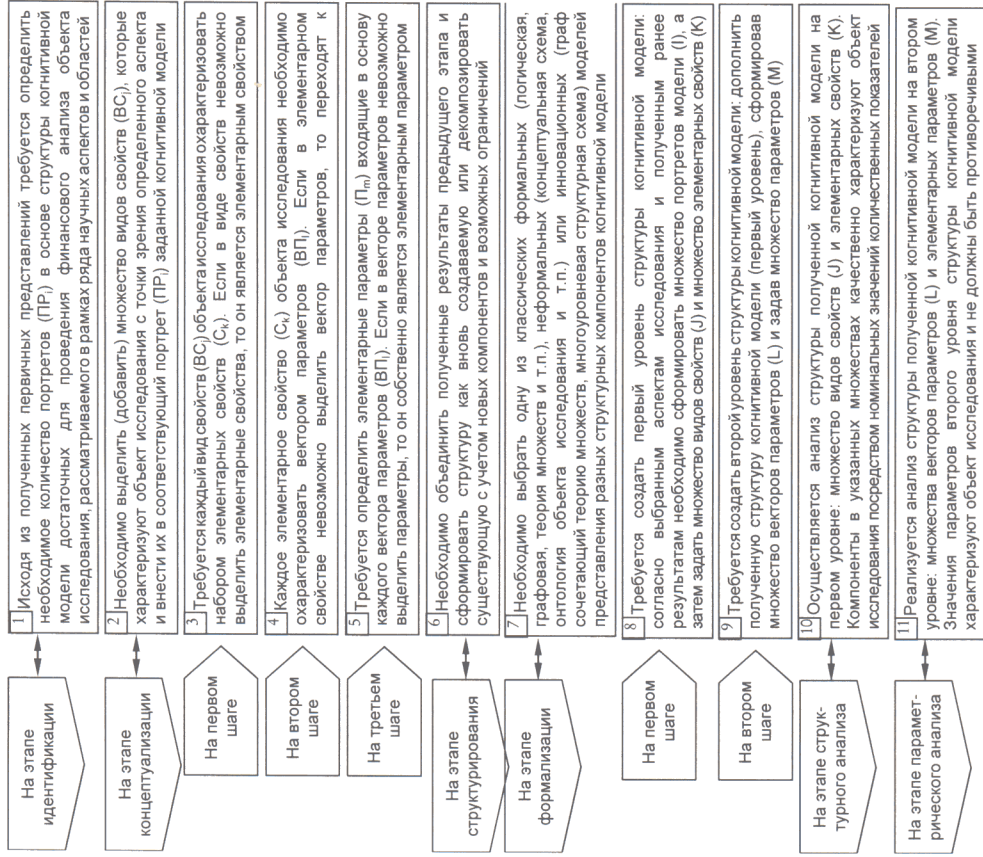 На этапе
идентификации
1 Исходя из полученных первичных представлений требуется определить
необходимое количество портретов (ПРi) в основе структуры когнитивной
модели достаточных для проведения финансового анализа объекта
исследования, рассматриваемого в рамках ряда научных аспектов и областей
На этапе
концептуализации
2 Необходимо выделить (добавить) множество видов свойств (ВСj), которые
характеризуют объект исследования с точки зрения определенного аспекта
и внести их в соответствующий портрет (ПРi) заданной когнитивной модели
На первом
шаге
3 Требуется каждый вид свойств (ВСj) объекта исследования охарактеризовать
набором элементарных свойств (Сk). Если в виде свойств невозможно
выделить элементарные свойства, то он является элементарным свойством
На втором
шаге
4 Каждое элементарное свойство (Сk) объекта исследования необходимо
охарактеризовать вектором параметров (ВПl). Если в элементарном
свойстве невозможно выделить вектор параметров, то переходят к
На третьем
шаге
5 Требуется определить элементарные параметры (Пm) входящие в основу
каждого вектора параметров (ВПl). Если в векторе параметров невозможно
выделить параметры, то он собственно является элементарным параметром
На этапе
структурирования
6 Необходимо объединить полученные результаты предыдущего этапа и
сформировать структуру как вновь создаваемую или декомпозировать
существующую с учетом новых компонентов и возможных ограничений
На этапе
формализации
7 Необходимо выбрать одну из классических формальных (логическая,
графовая, теория множеств и т.п.), неформальных (концептуальная схема,
онтология объекта исследования и т.п.) или инновационных (граф
сочетающий теорию множеств, многоуровневая структурная схема) моделей
представления разных структурных компонентов когнитивной модели
На первом
шаге
8 Требуется создать первый уровень структуры когнитивной модели:
согласно выбранным аспектам исследования и полученным ранее
результатам необходимо сформировать множество портретов модели (I), а
затем задать множество видов свойств (J) и множество элементарных свойств (K)
На втором
шаге
9 Требуется создать второй уровень структуры когнитивной модели: дополнить
полученную структуру когнитивной модели (первый уровень), сформировав
множество векторов параметров (L) и задав множество параметров (M)
На этапе струк-
турного анализа
10 Осуществляется анализ структуры полученной когнитивной модели на
первом уровне: множество видов свойств (J) и элементарных свойств (K).
Компоненты в указанных множествах качественно характеризуют объект
исследования посредством номинальных значений количественных показателей
На этапе парамет-
рического анализа
11 Реализуется анализ структуры полученной когнитивной модели на втором
уровне: множества векторов параметров (L) и элементарных параметров (M).
Значения параметров второго уровня структуры когнитивной модели
характеризуют объект исследования и не должны быть противоречивыми